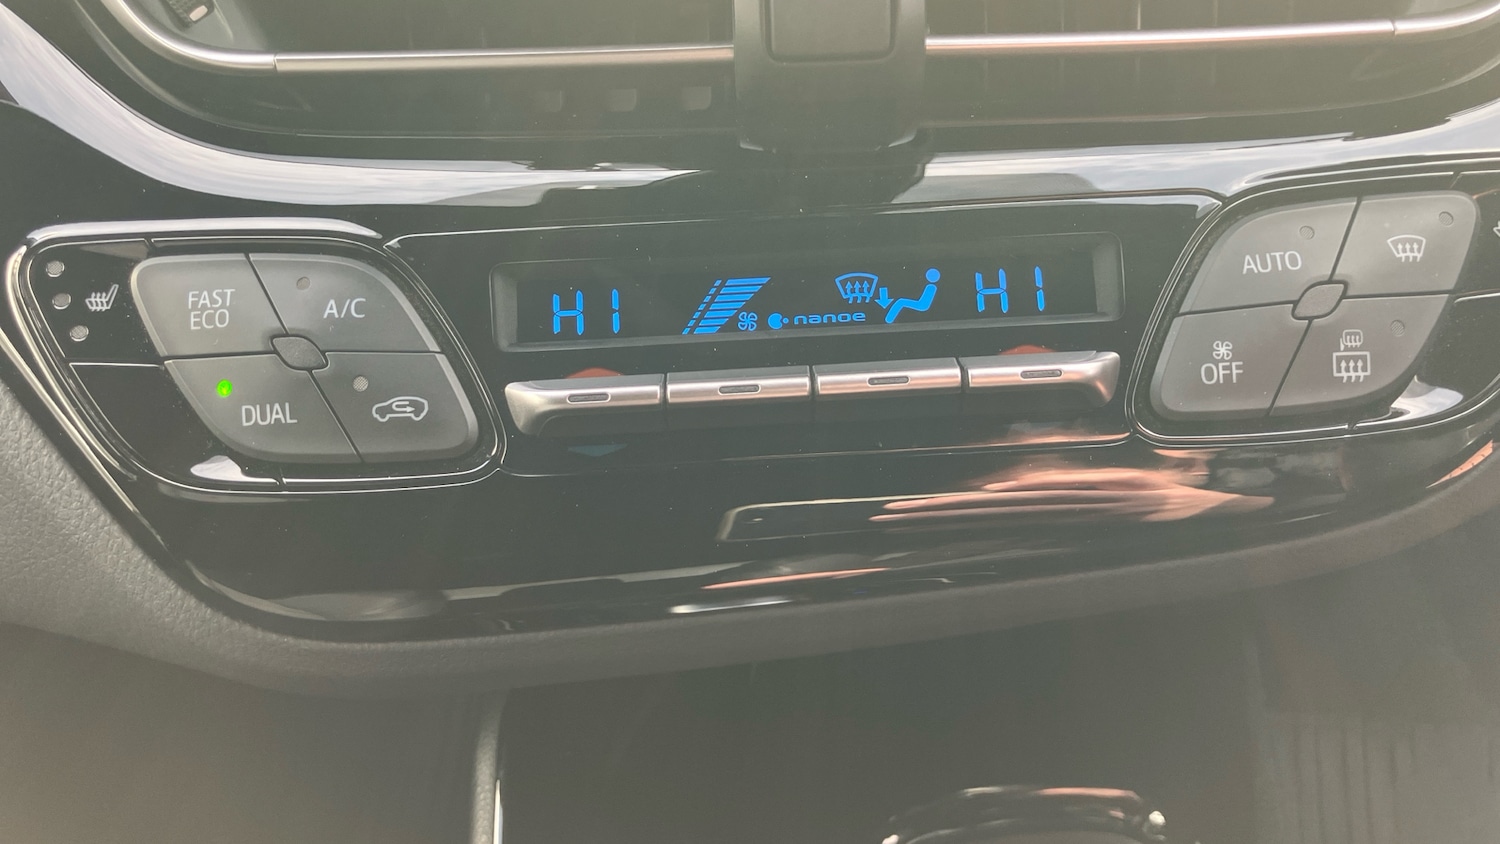 FAST
ECO
A/C
DUAL
HI
nanoe
HI
AUTO
OFF